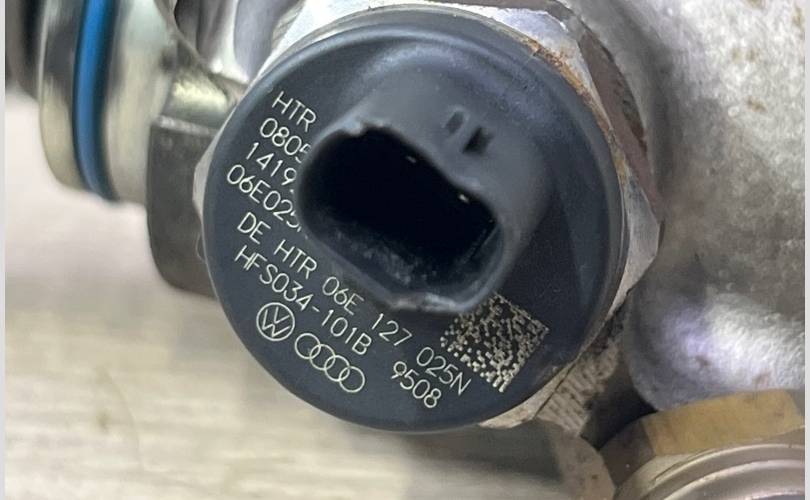 HTR
0805
1419
06E025
DE HTR 06E 127 025N
HFS034-101B 9508